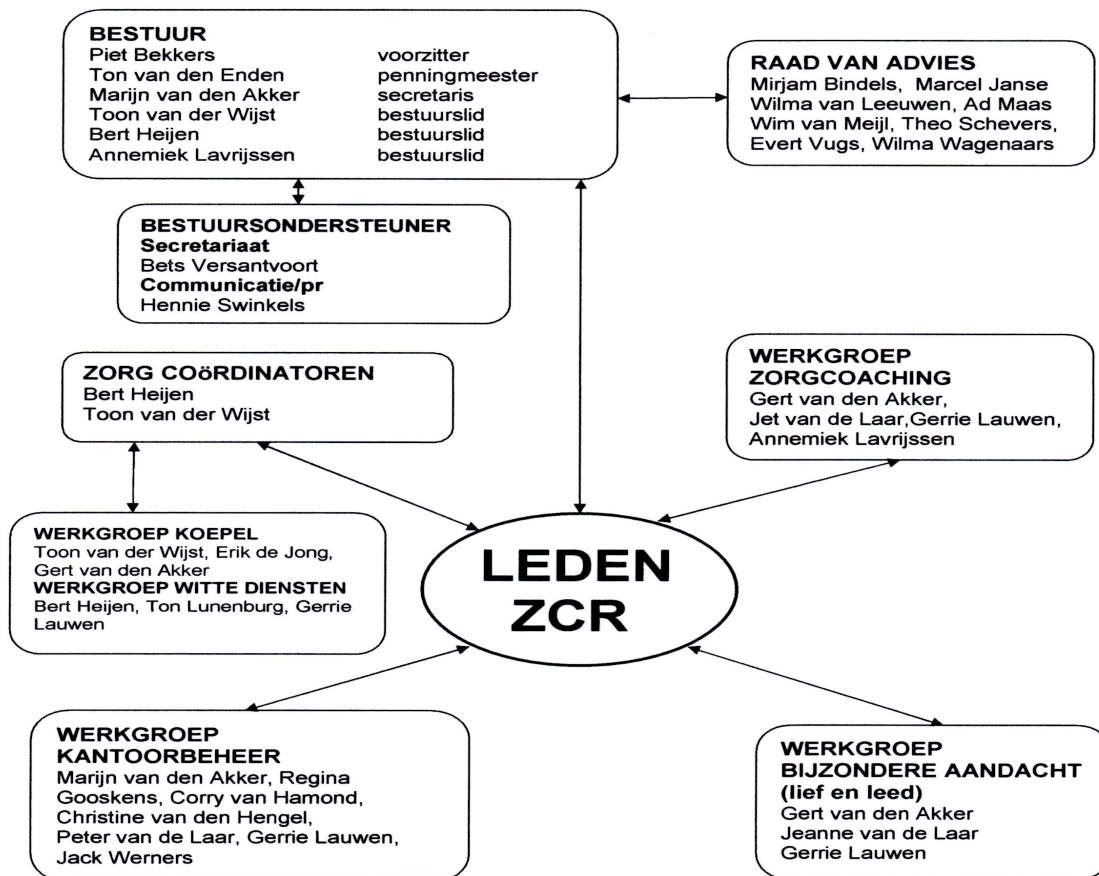 BESTUUR
Piet Bekkers voorzitter
Ton van den Enden penningmeester
Marijn van den Akker secretaris
Toon van der Wijst bestuurslid
Bert Heijen bestuurslid
Annemiek Lavrijssen bestuurslid
RAAD VAN ADVIES
Mirjam Bindels, Marcel Janse
Wilma van Leeuwen, Ad Maas
Wim van Meijl, Theo Schevers,
Evert Vugs, Wilma Wagenaars
BESTUURSONDERSTEUNER
Secretariaat
Bets Versantvoort
Communicatie/pr
Hennie Swinkels
ZORG COöRDINATOREN
Bert Heijen
Toon van der Wijst
WERKGROEP
ZORGCOACHING
Gert van den Akker,
Jet van de Laar,Gerrie Lauwen,
Annemiek Lavrijssen
WERKGROEP KOEPEL
Toon van der Wijst, Erik de Jong,
Gert van den Akker
WERKGROEP WITTE DIENSTEN
Bert Heijen, Ton Lunenburg, Gerrie
Lauwen
LEDEN
ZCR
WERKGROEP
KANTOORBEHEER
Marijn van den Akker, Regina
Gooskens, Corry van Hamond,
Christine van den Hengel,
Peter van de Laar, Gerrie Lauwen,
Jack Werners
WERKGROEP
BIJZONDERE AANDACHT
(lief en leed)
Gert van den Akker
Jeanne van de Laar
Gerrie Lauwen